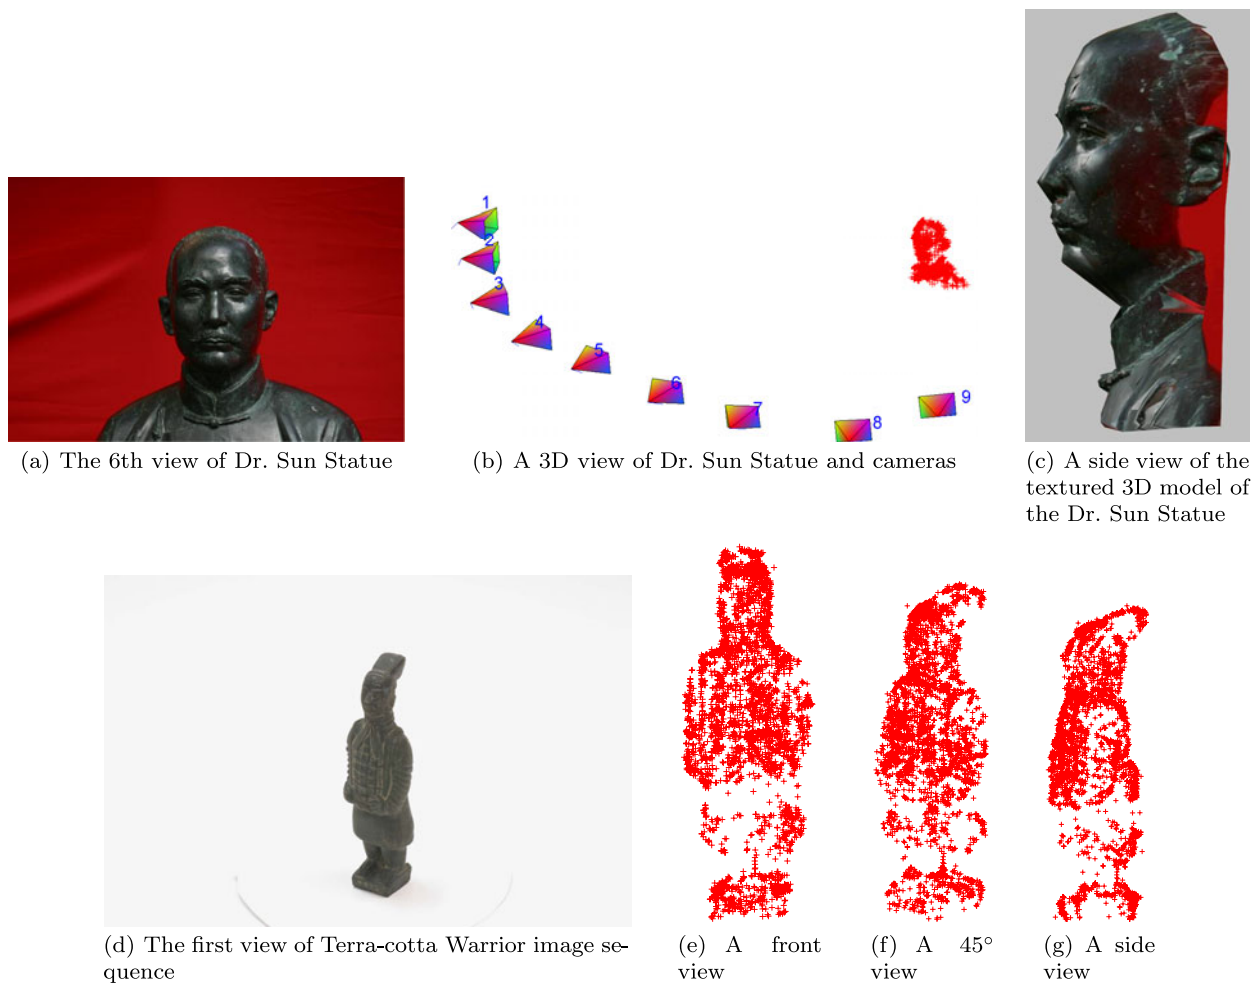 1
2
3
4
5
6
7
8
9
(a) The 6th view of Dr. Sun Statue
(b) A 3D view of Dr. Sun Statue and cameras
(c) A side view of the
textured 3D model of
the Dr. Sun Statue
(d) The first view of Terra-cotta Warrior image se-
quence
(e) A front
view
(f) A 45°
view
(g) A side
view